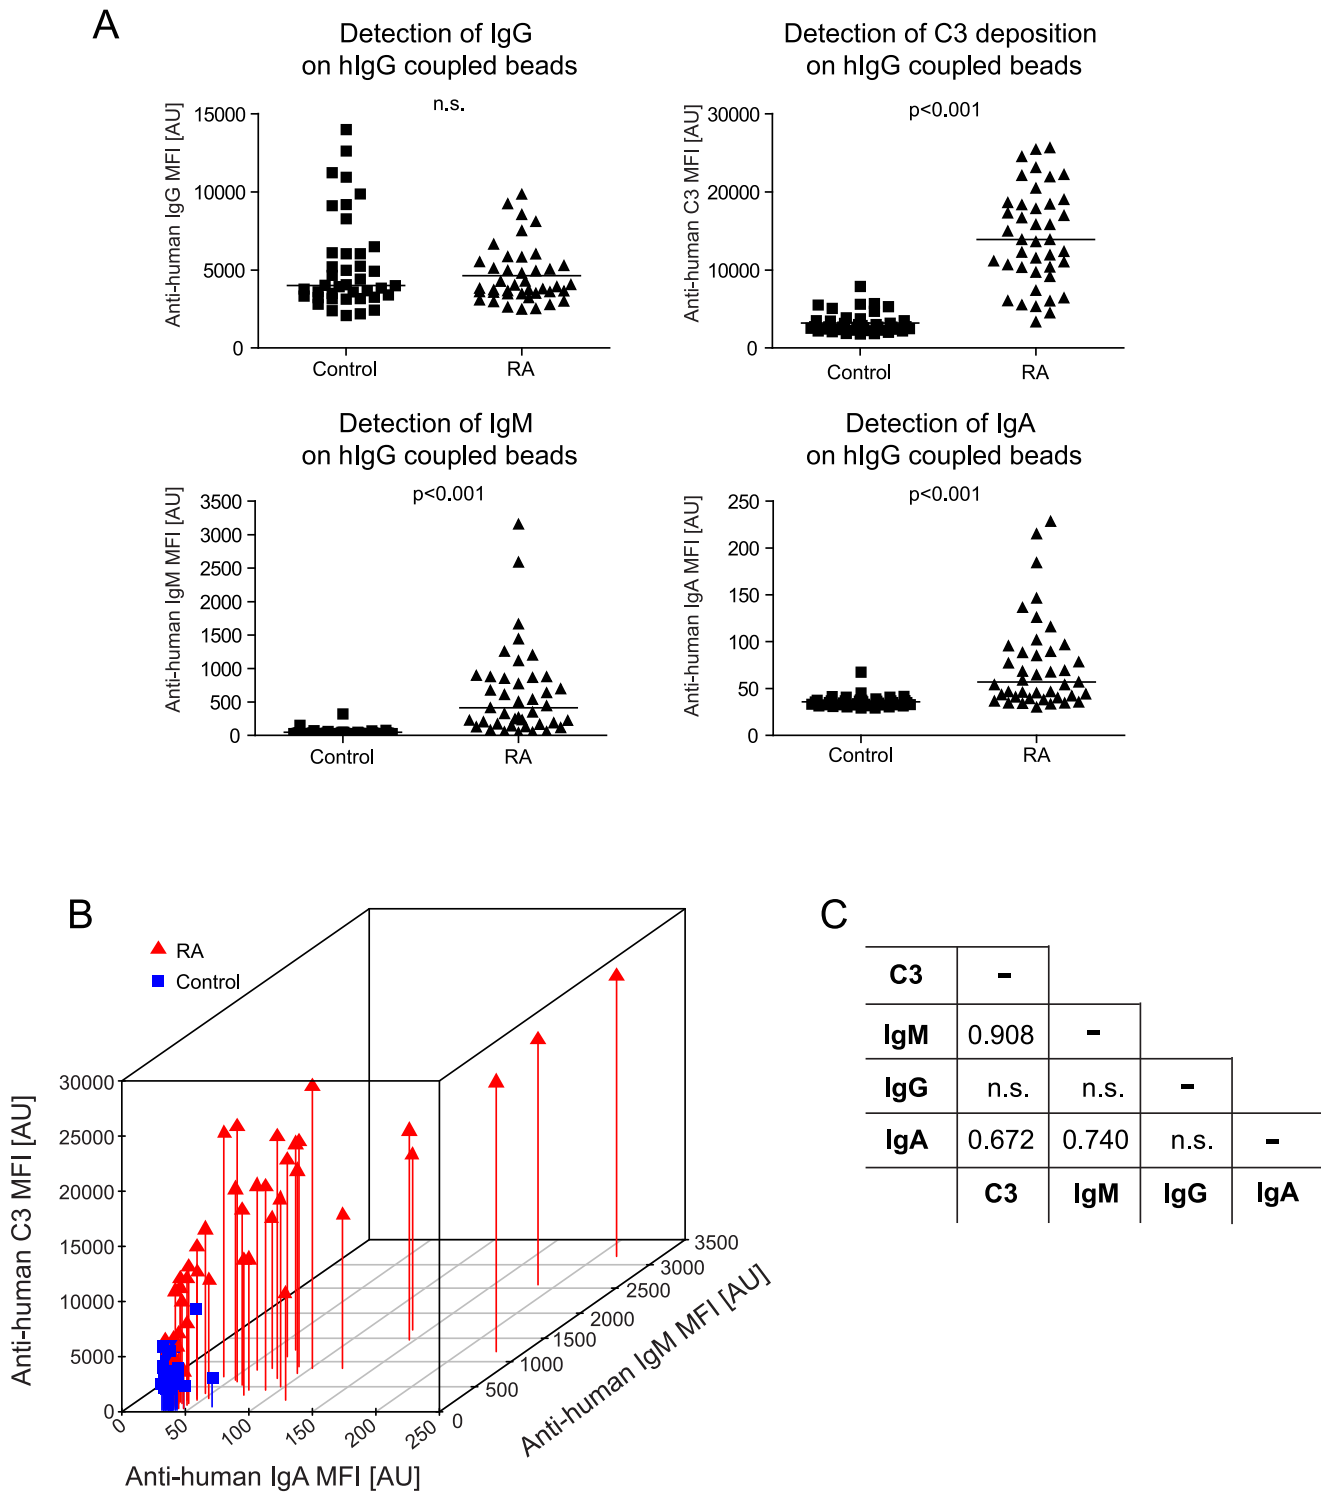 A
Detection of IgG
on hIgG coupled beads
n.s.
Anti-human IgG MFI [AU]
15000
10000
5000
0
Control
RA
Detection of C3 deposition
on hIgG coupled beads
p<0.001
Anti-human C3 MFI [AU]
30000
20000
10000
0
Control
RA
Detection of IgM
on hIgG coupled beads
p<0.001
Anti-human IgM MFI [AU]
3500
3000
2500
2000
1500
1000
500
0
Control
RA
Detection of IgA
on hIgG coupled beads
p<0.001
Anti-human IgA MFI [AU]
250
200
150
100
50
0
Control
RA
B
RA
Control
Anti-human C3 MFI [AU]
30000
25000
20000
15000
10000
5000
0
0
50
100
150
200
250
Anti-human IgA MFI [AU]
0
500
1000
1500
2000
2500
3000
3500
Anti-human IgM MFI [AU]
C
C3 -
IgM 0.908 -
IgG n.s. n.s. -
IgA 0.672 0.740 n.s. -
C3 IgM IgG IgA